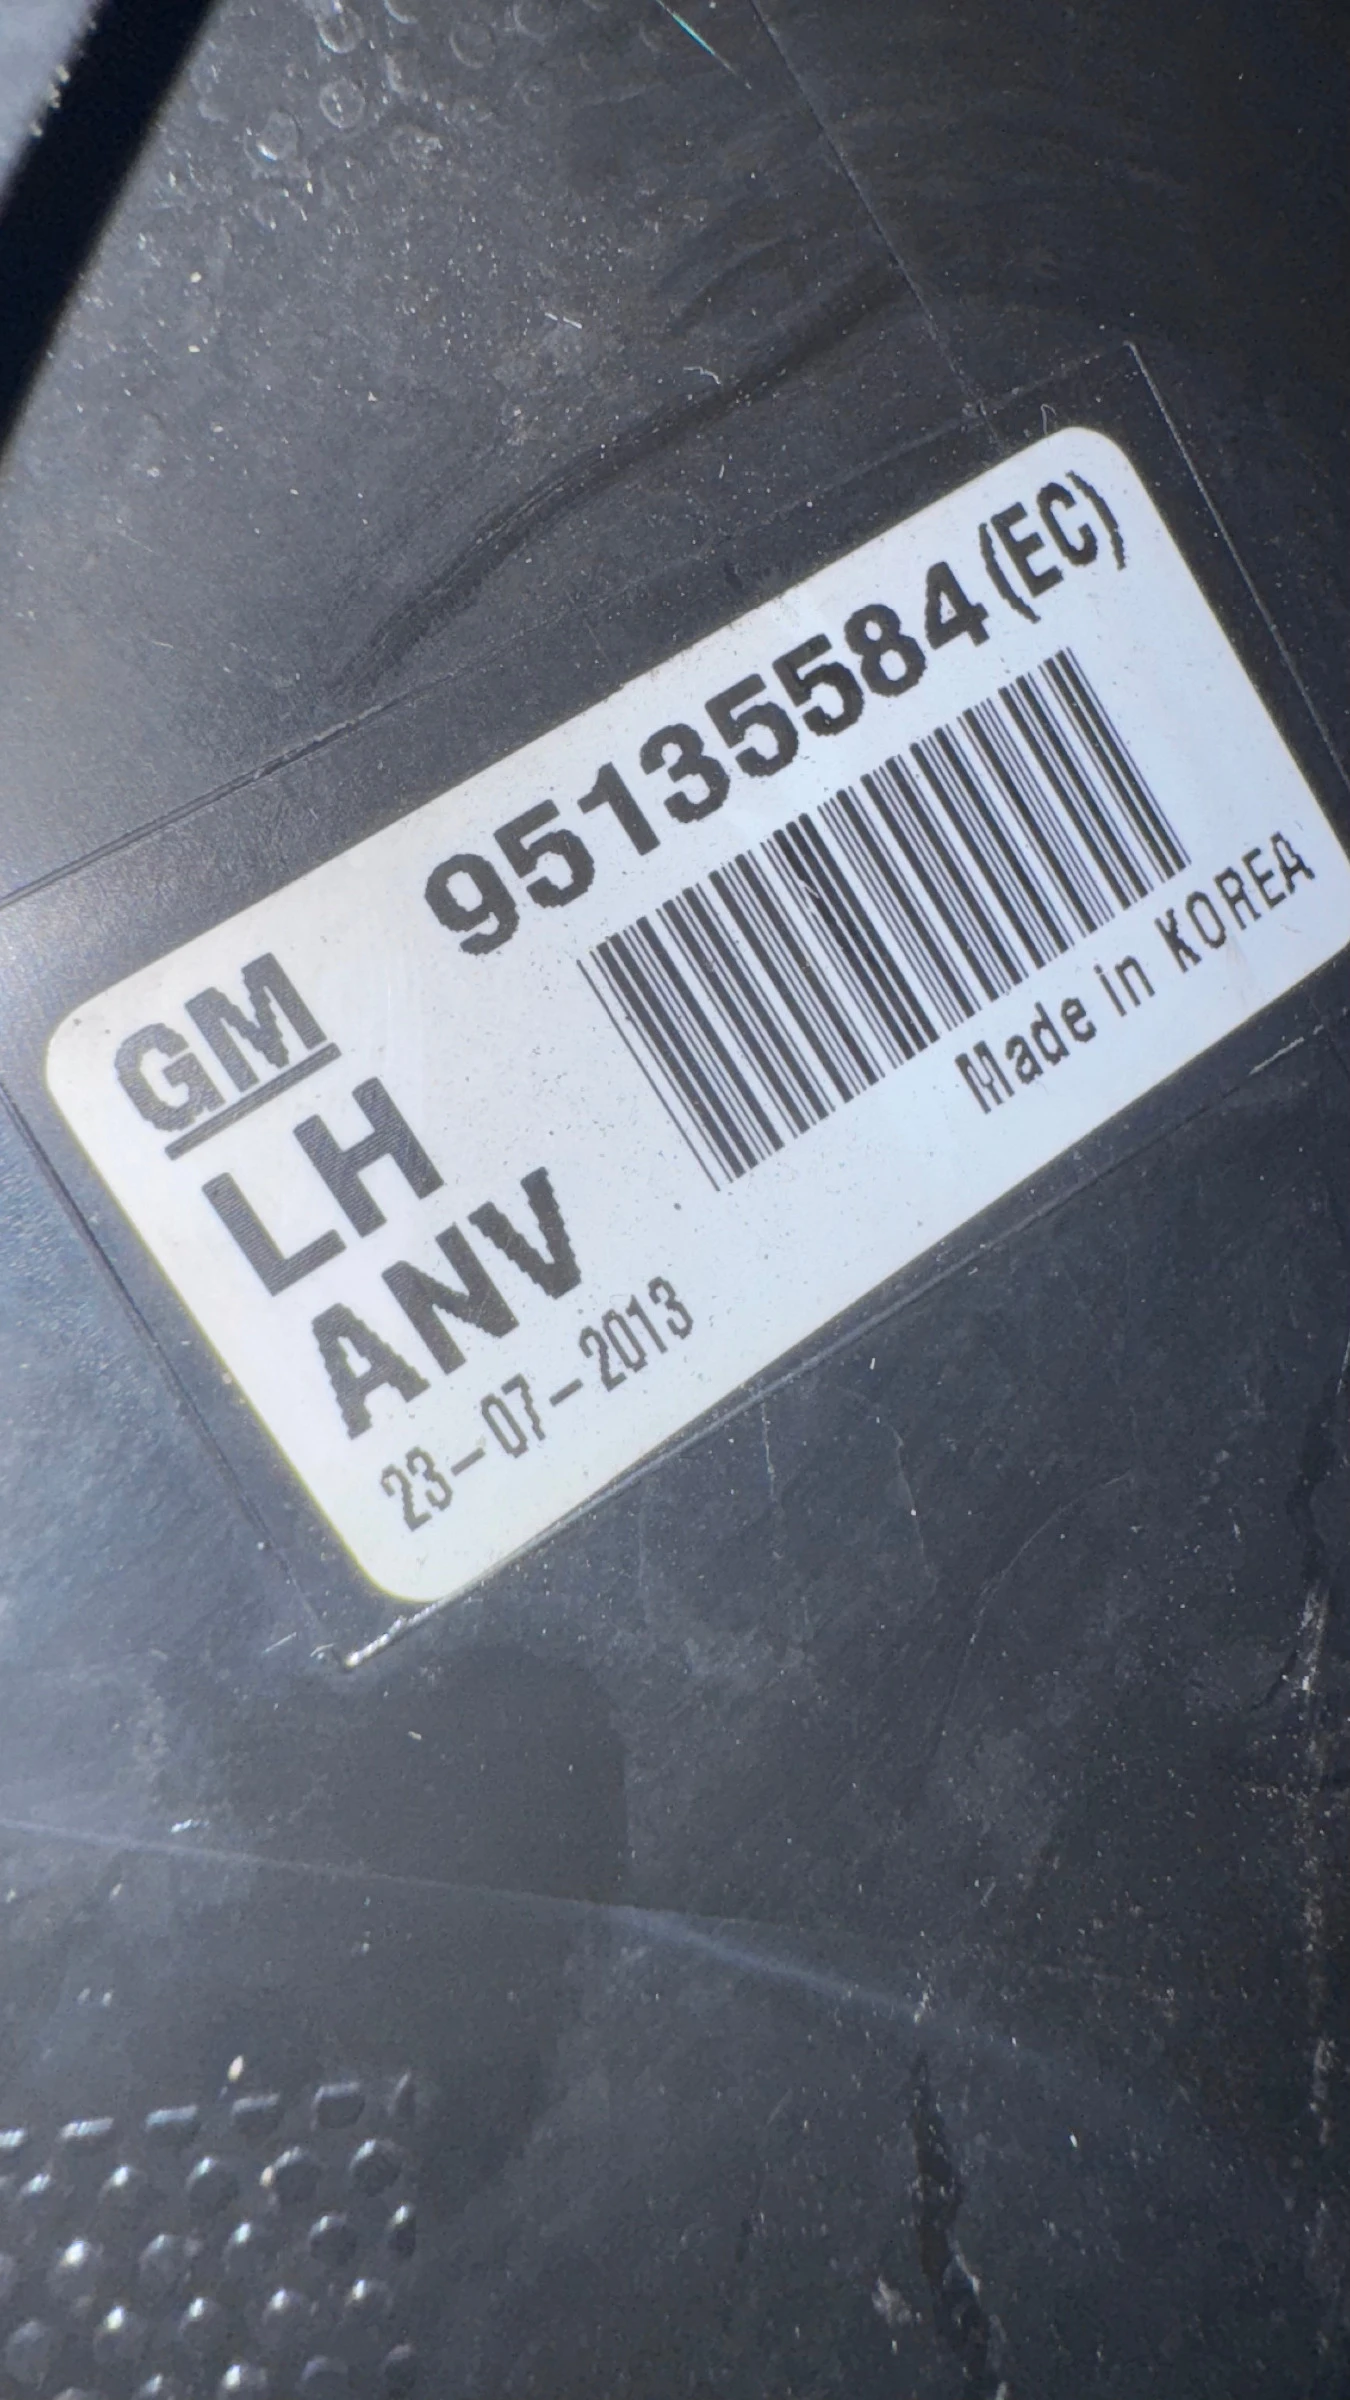 95135584(EC)
GM
LH
ANV
Made in KOREA
23-07-2013